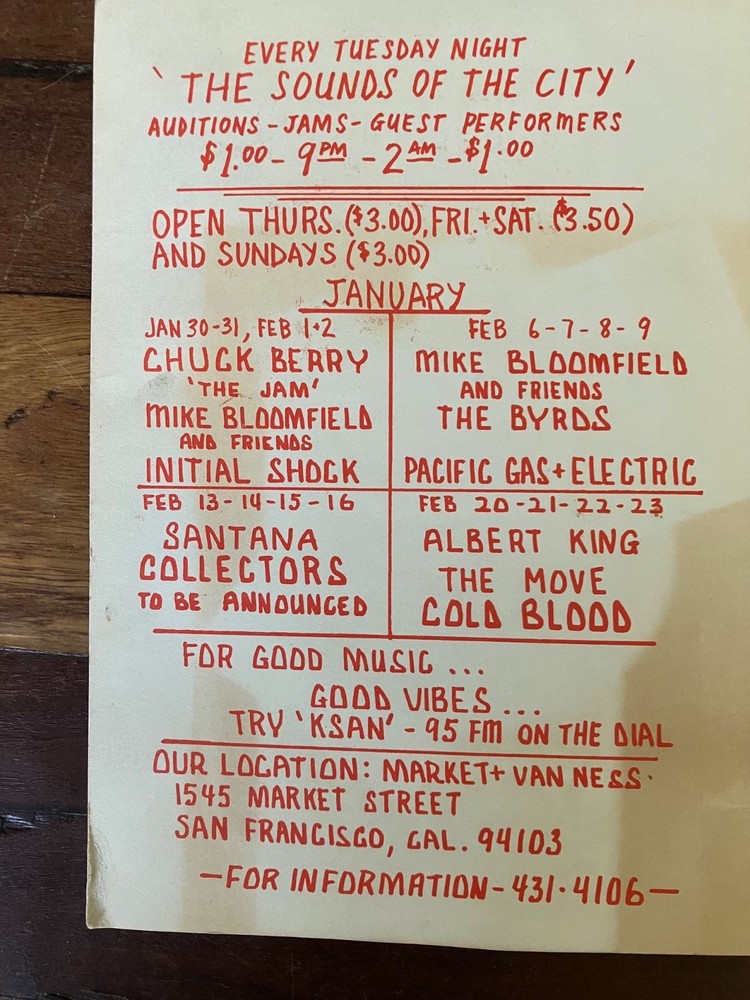 EVERY TUESDAY NIGHT
'THE SOUNDS OF THE CITY'
AUDITIONS - JAMS - GUEST PERFORMERS
$1.00 - 9PM - 2AM - $1.00
OPEN THURS. ($3.00), FRI. + SAT. ($3.50)
AND SUNDAYS ($3.00)
JANUARY
JAN 30-31, FEB 1+2
CHUCK BERRY
'THE JAM'
MIKE BLOOMFIELD
AND FRIENDS
INITIAL SHOCK
FEB 6-7-8-9
MIKE BLOOMFIELD
AND FRIENDS
THE BYRDS
PACIFIC GAS + ELECTRIC
FEB 13-14-15-16
SANTANA
COLLECTORS
TO BE ANNOUNCED
FEB 20-21-22-23
ALBERT KING
THE MOVE
COLD BLOOD
FOR GOOD MUSIC ...
GOOD VIBES ...
TRY 'KSAN' - 95 FM ON THE DIAL
OUR LOCATION: MARKET + VAN NESS.
1545 MARKET STREET
SAN FRANCISCO, CAL. 94103
—FOR INFORMATION - 431.4106—